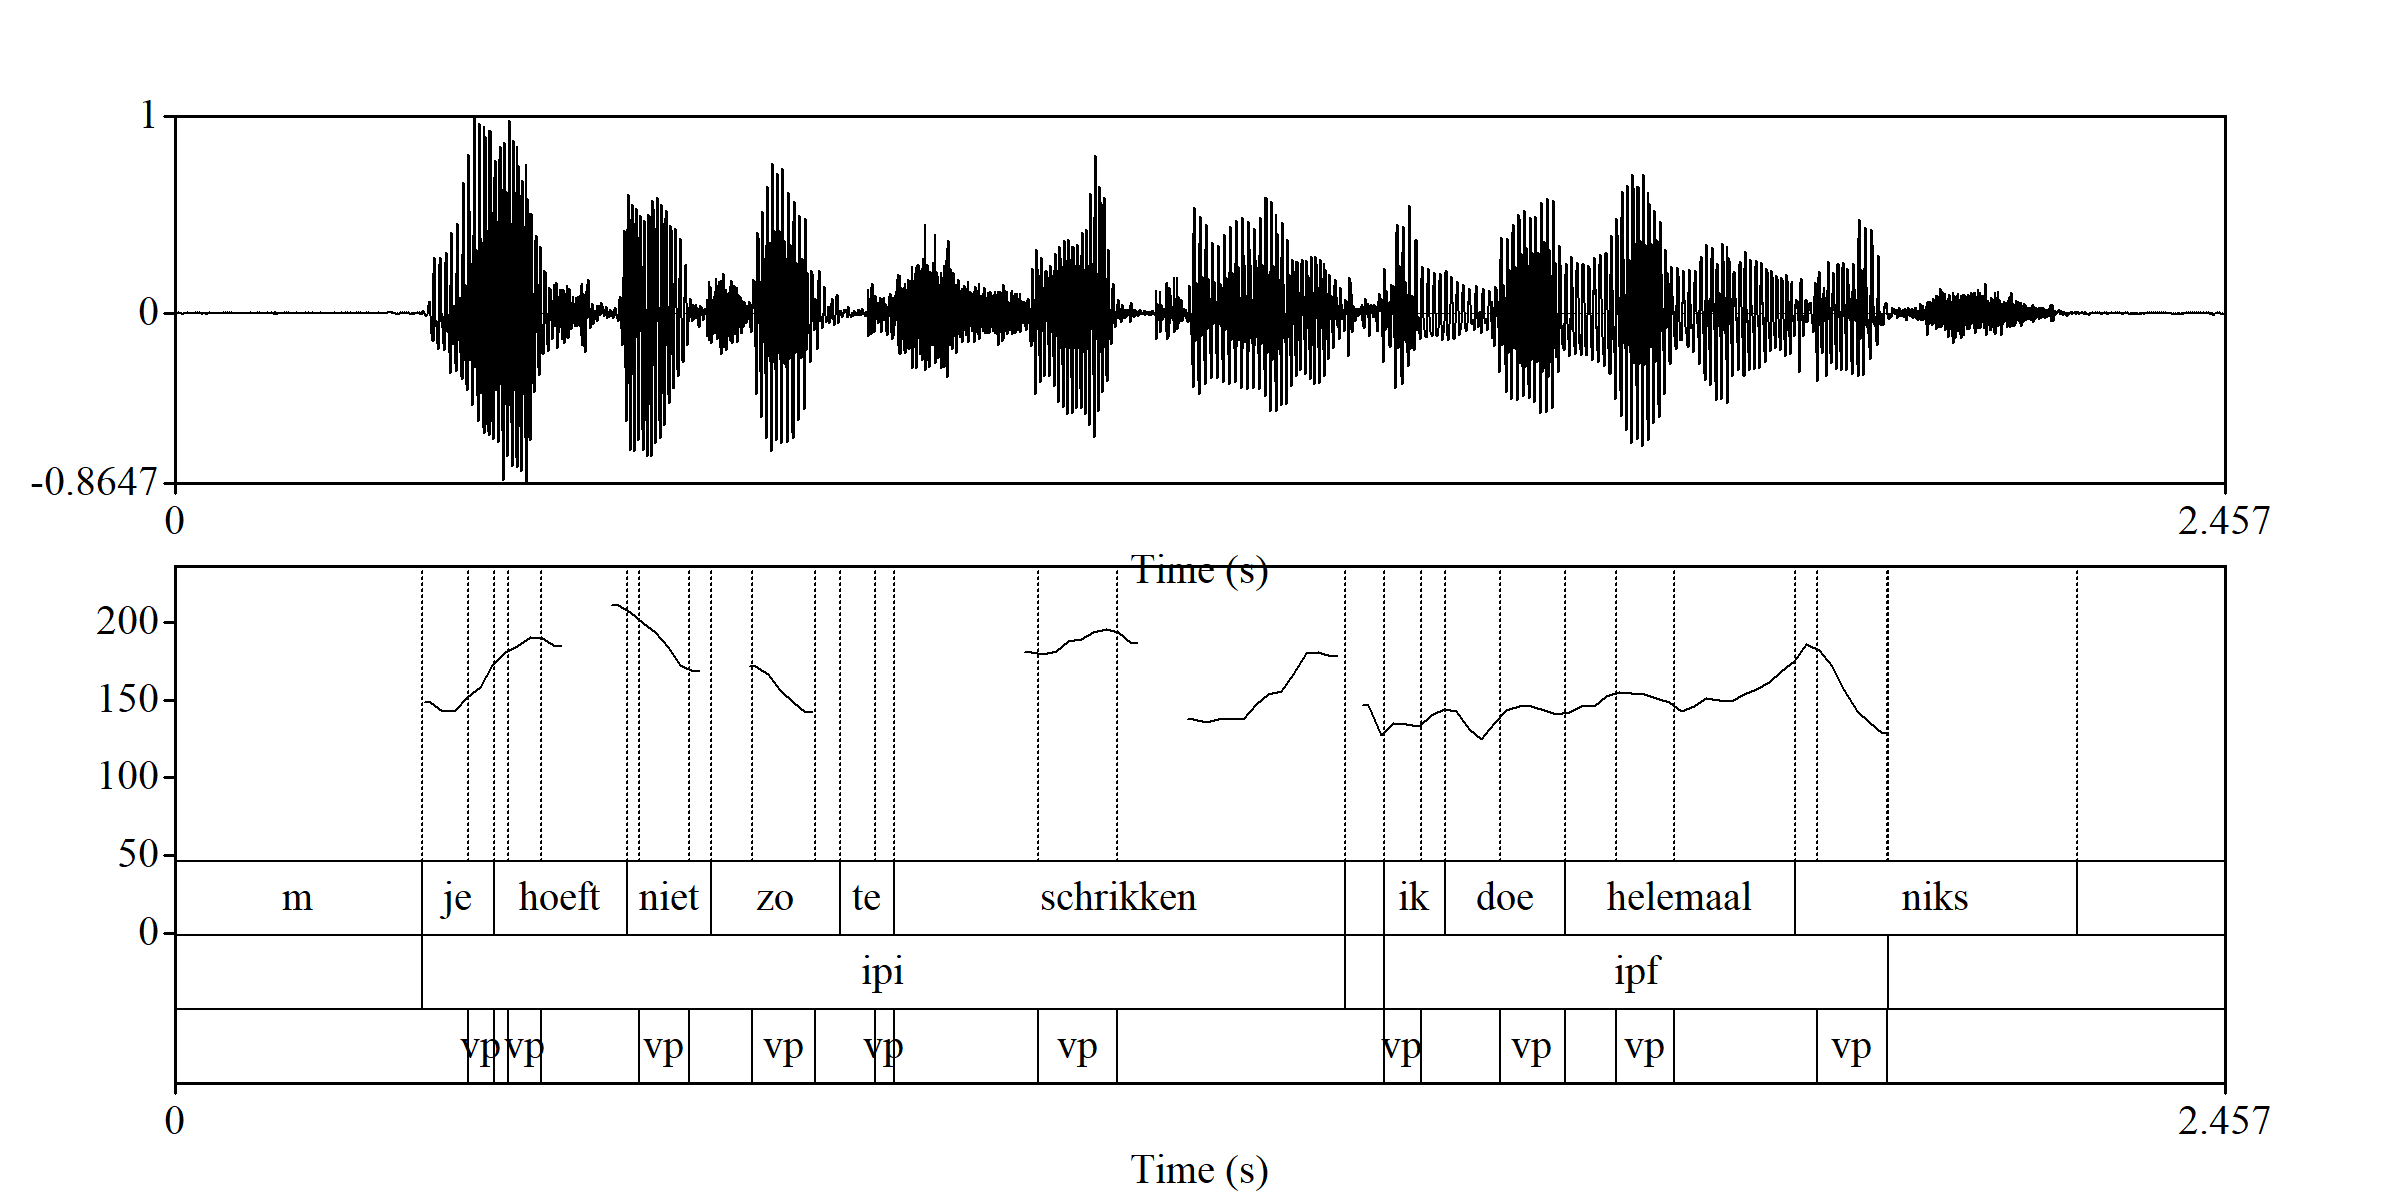 1
0
-0.8647
0 2.457
Time (s)
200
150
100
50
0
m je hoeft niet zo te schrikken ik doe helemaal niks
ipi ipf
vp vp vp vp vp vp vp vp vp vp
0 2.457
Time (s)